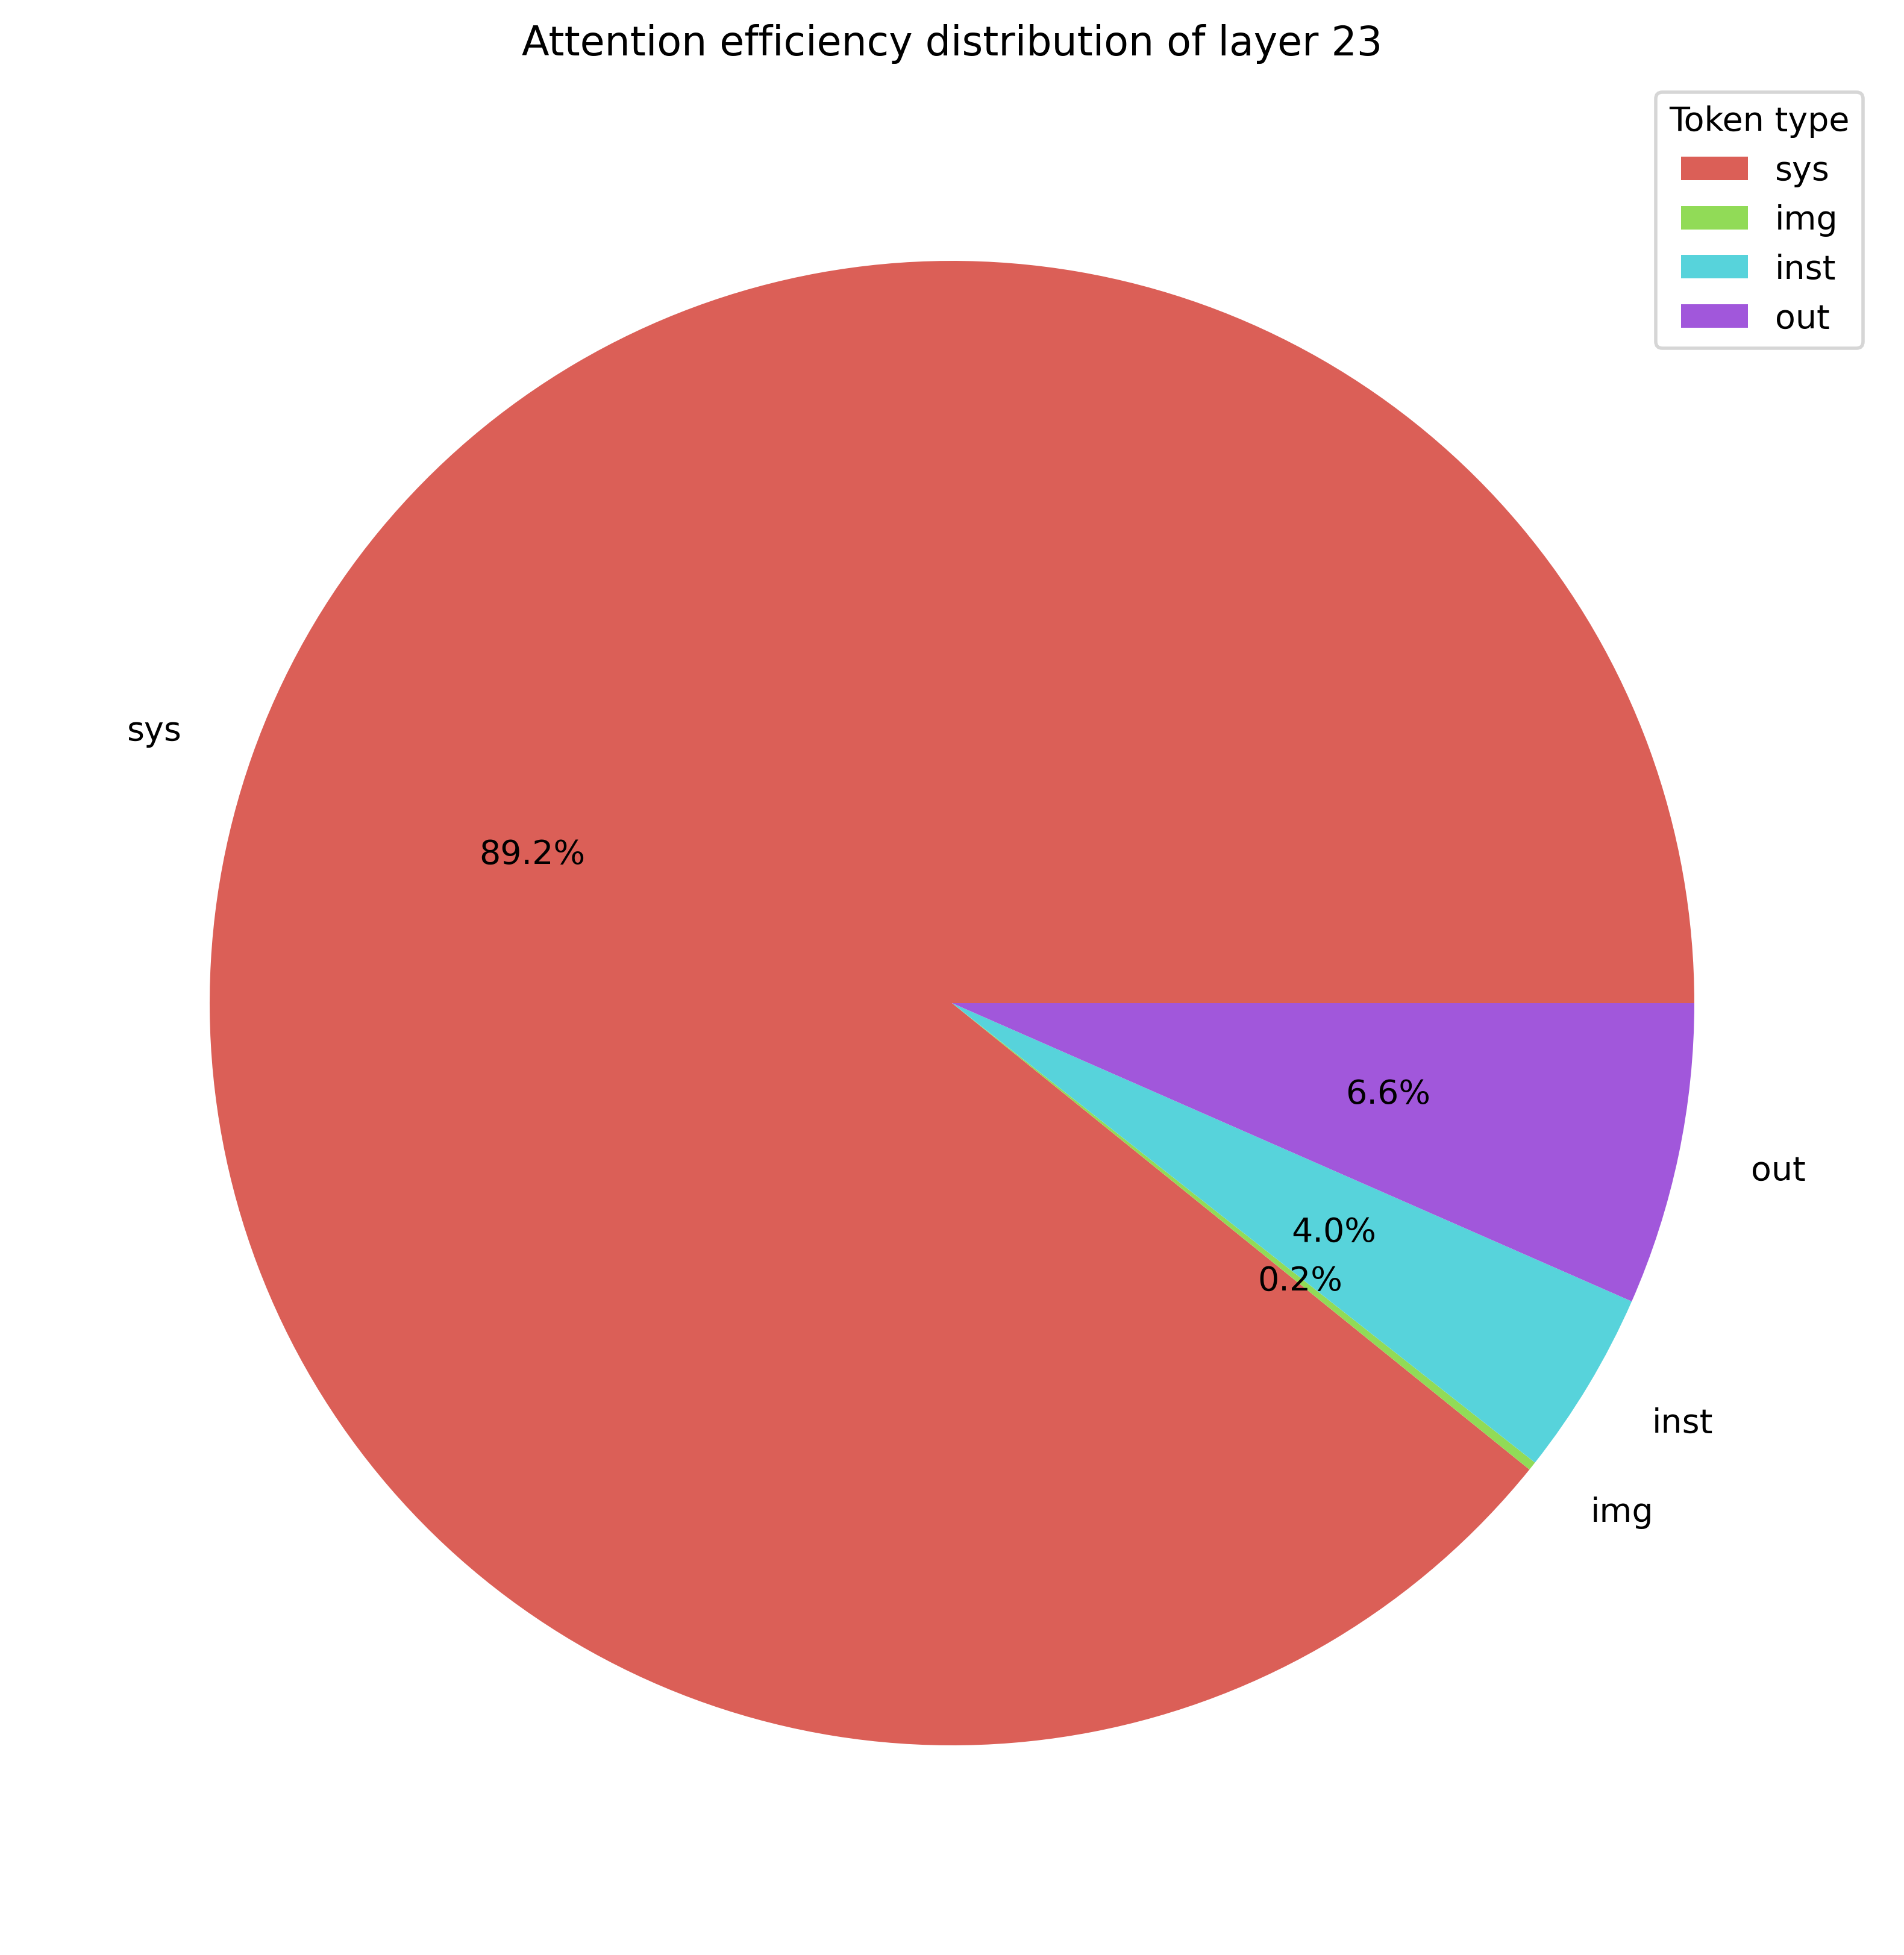 Attention efficiency distribution of layer 23
Token type
sys
img
inst
out
sys
89.2%
6.6%
out
4.0%
0.2%
inst
img